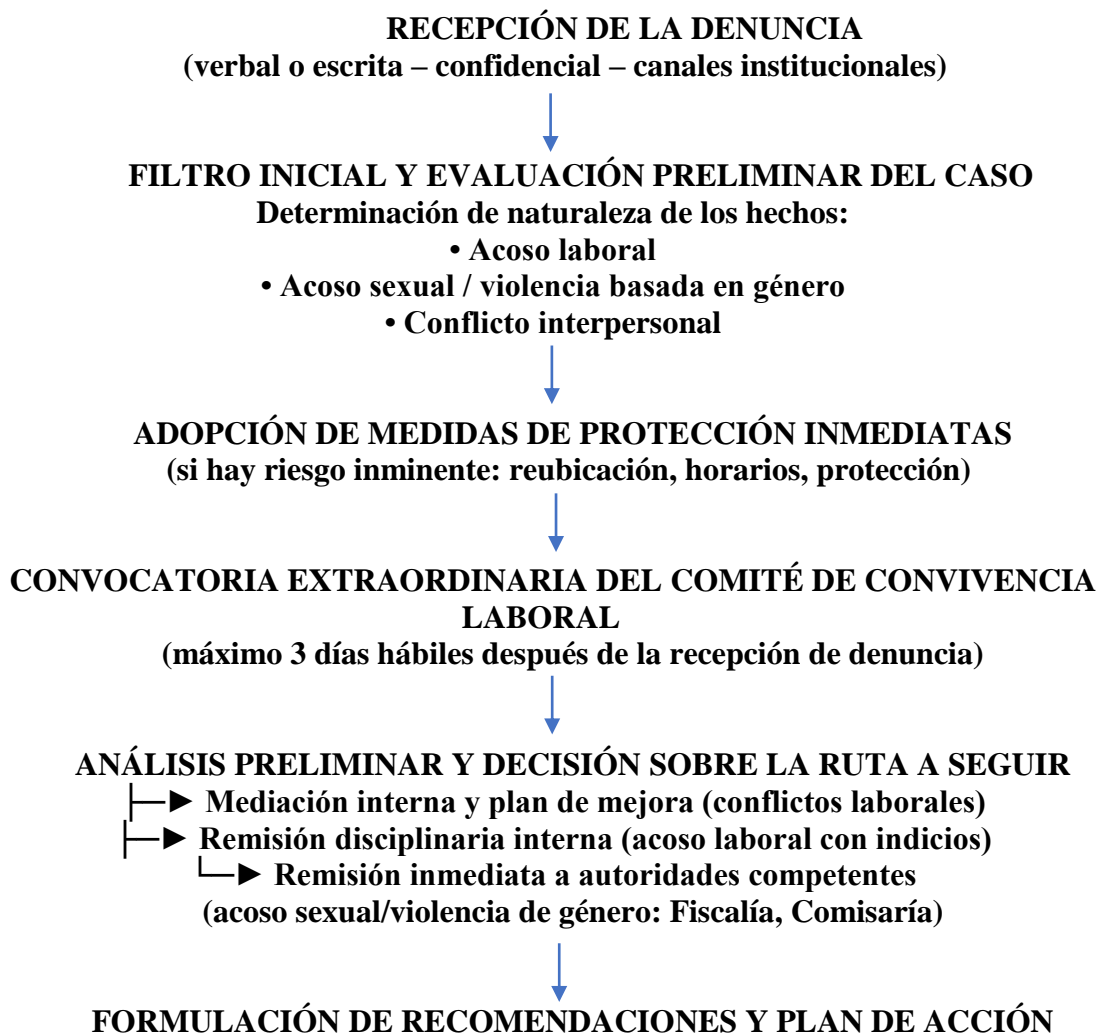 RECEPCIÓN DE LA DENUNCIA
(verbal o escrita – confidencial – canales institucionales)
FILTRO INICIAL Y EVALUACIÓN PRELIMINAR DEL CASO
Determinación de naturaleza de los hechos:
• Acoso laboral
• Acoso sexual / violencia basada en género
• Conflicto interpersonal
ADOPCIÓN DE MEDIDAS DE PROTECCIÓN INMEDIATAS
(si hay riesgo inminente: reubicación, horarios, protección)
CONVOCATORIA EXTRAORDINARIA DEL COMITÉ DE CONVIVENCIA
LABORAL
(máximo 3 días hábiles después de la recepción de denuncia)
ANÁLISIS PRELIMINAR Y DECISIÓN SOBRE LA RUTA A SEGUIR
├─► Mediación interna y plan de mejora (conflictos laborales)
├─► Remisión disciplinaria interna (acoso laboral con indicios)
└─► Remisión inmediata a autoridades competentes
(acoso sexual/violencia de género: Fiscalía, Comisaría)
FORMULACIÓN DE RECOMENDACIONES Y PLAN DE ACCIÓN